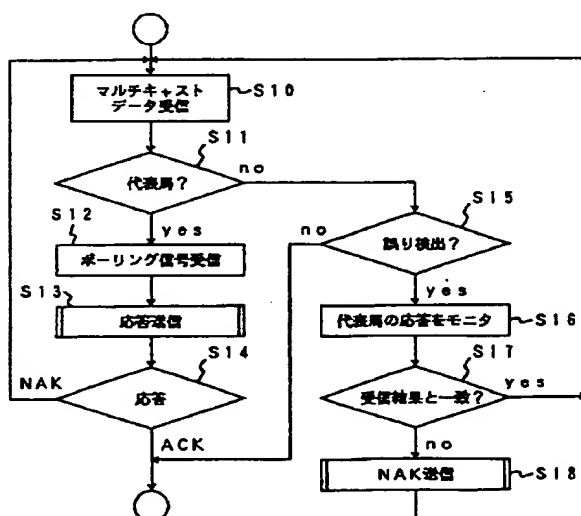 マルチキャスト
データ受信
S10
S11
代表局?
no
S12
yes
ポーリング信号受信
S13
応答送信
S14
NAK
応答
ACK
S15
no
誤り検出?
yes
代表局の応答をモニタ
S16
S17
受信結果と一致?
yes
no
NAK送信
S18